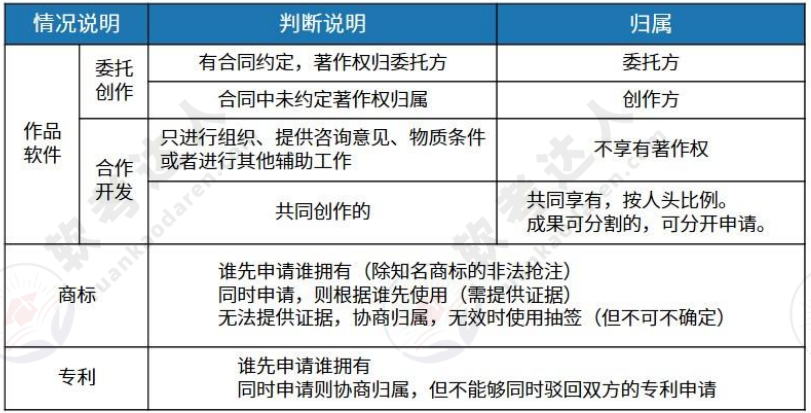 情况说明 判断说明 归属
作品
软件
委托
创作
有合同约定，著作权归委托方 委托方
合同中未约定著作权归属 创作方
合作
开发
只进行组织、提供咨询意见、物质条件
或者进行其他辅助工作
不享有著作权
共同创作的
共同享有，按人头比例。
成果可分割的，可分开申请。
商标
谁先申请谁拥有（除知名商标的非法抢注）
同时申请，则根据谁先使用（需提供证据）
无法提供证据，协商归属，无效时使用抽签（但不可不确定）
专利
谁先申请谁拥有
同时申请则协商归属，但不能够同时驳回双方的专利申请
软考达人
ruankaodaren.com
软考达人
ruankaodaren.com